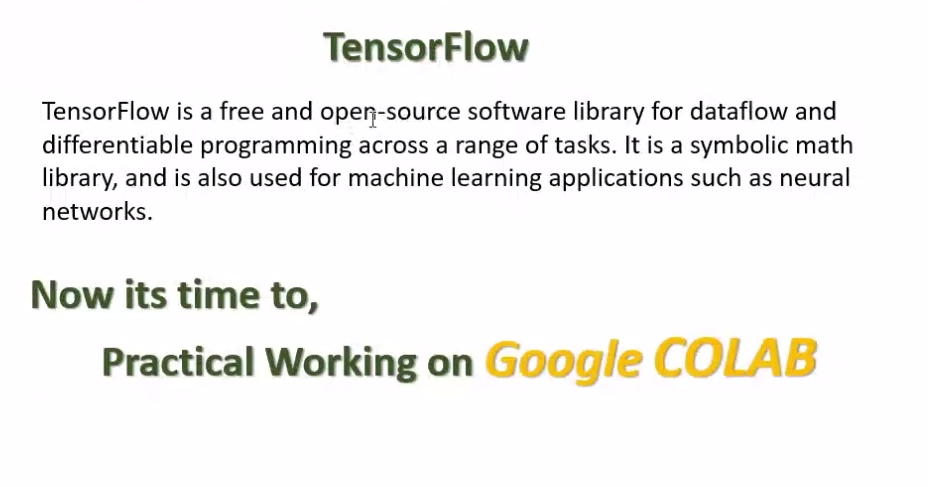 TensorFlow
TensorFlow is a free and open-source software library for dataflow and
differentiable programming across a range of tasks. It is a symbolic math
library, and is also used for machine learning applications such as neural
networks.
Now its time to,
Practical Working on Google COLAB